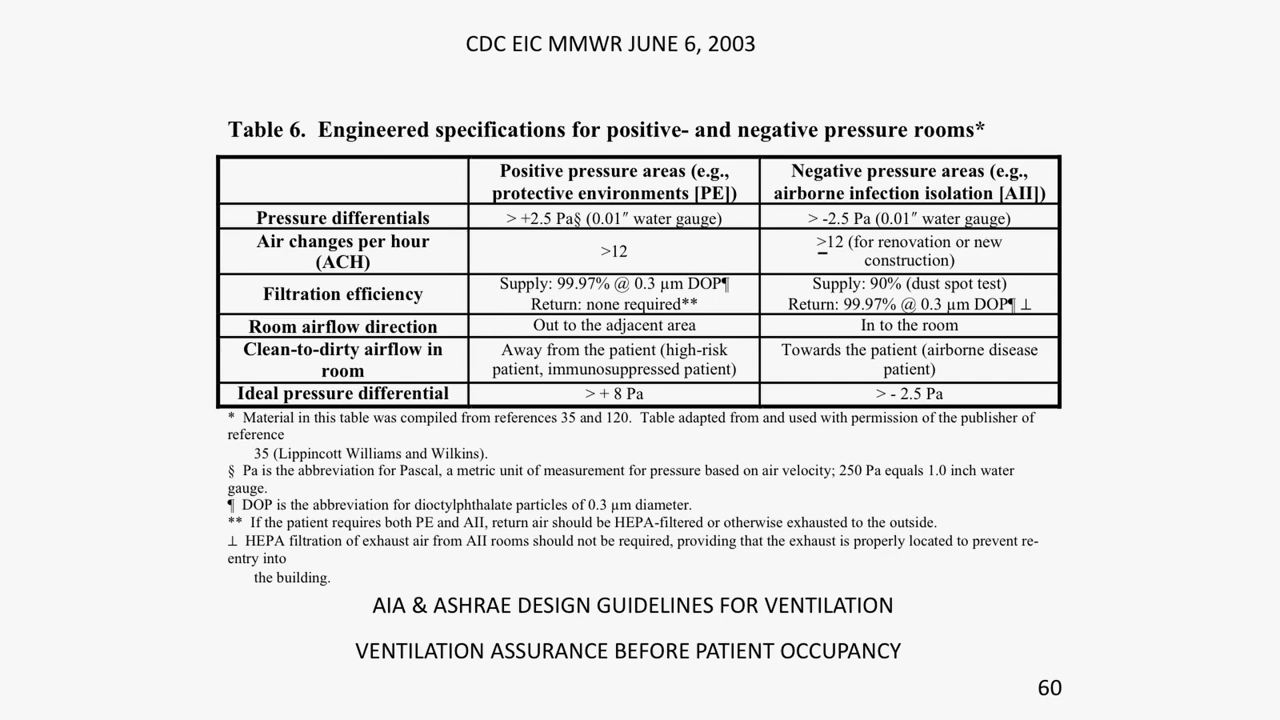 CDC EIC MMWR JUNE 6, 2003
Table 6. Engineered specifications for positive- and negative pressure rooms*
Positive pressure areas (e.g., protective environments [PE])
Negative pressure areas (e.g., airborne infection isolation [AII])
Pressure differentials
> +2.5 Pa§ (0.01″ water gauge)
> -2.5 Pa (0.01″ water gauge)
Air changes per hour (ACH)
>12
>12 (for renovation or new construction)
Filtration efficiency
Supply: 99.97% @ 0.3 µm DOP¶
Return: none required**
Supply: 90% (dust spot test)
Return: 99.97% @ 0.3 µm DOP¶ ⊥
Room airflow direction
Out to the adjacent area
In to the room
Clean-to-dirty airflow in room
Away from the patient (high-risk patient, immunosuppressed patient)
Towards the patient (airborne disease patient)
Ideal pressure differential
> + 8 Pa
> - 2.5 Pa
* Material in this table was compiled from references 35 and 120. Table adapted from and used with permission of the publisher of
reference
35 (Lippincott Williams and Wilkins).
§ Pa is the abbreviation for Pascal, a metric unit of measurement for pressure based on air velocity; 250 Pa equals 1.0 inch water
gauge.
¶ DOP is the abbreviation for dioctylphthalate particles of 0.3 µm diameter.
** If the patient requires both PE and AII, return air should be HEPA-filtered or otherwise exhausted to the outside.
⊥ HEPA filtration of exhaust air from AII rooms should not be required, providing that the exhaust is properly located to prevent re-
entry into
the building.
AIA & ASHRAE DESIGN GUIDELINES FOR VENTILATION
VENTILATION ASSURANCE BEFORE PATIENT OCCUPANCY
60